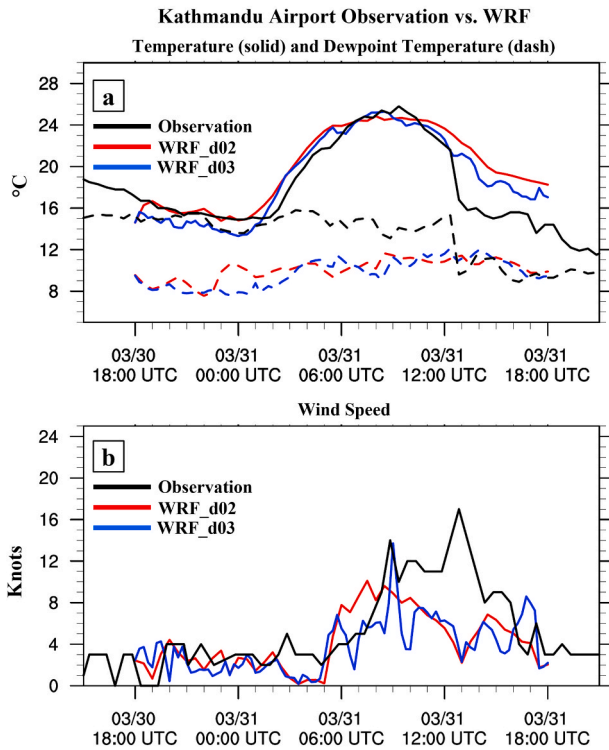 Kathmandu Airport Observation vs. WRF
Temperature (solid) and Dewpoint Temperature (dash)
a
Observation
WRF_d02
WRF_d03
28
24
20
16
12
8
°C
03/30 03/31 03/31 03/31 03/31
18:00 UTC 00:00 UTC 06:00 UTC 12:00 UTC 18:00 UTC
Wind Speed
b
Observation
WRF_d02
WRF_d03
24
20
16
12
8
4
0
Knots
03/30 03/31 03/31 03/31 03/31
18:00 UTC 00:00 UTC 06:00 UTC 12:00 UTC 18:00 UTC